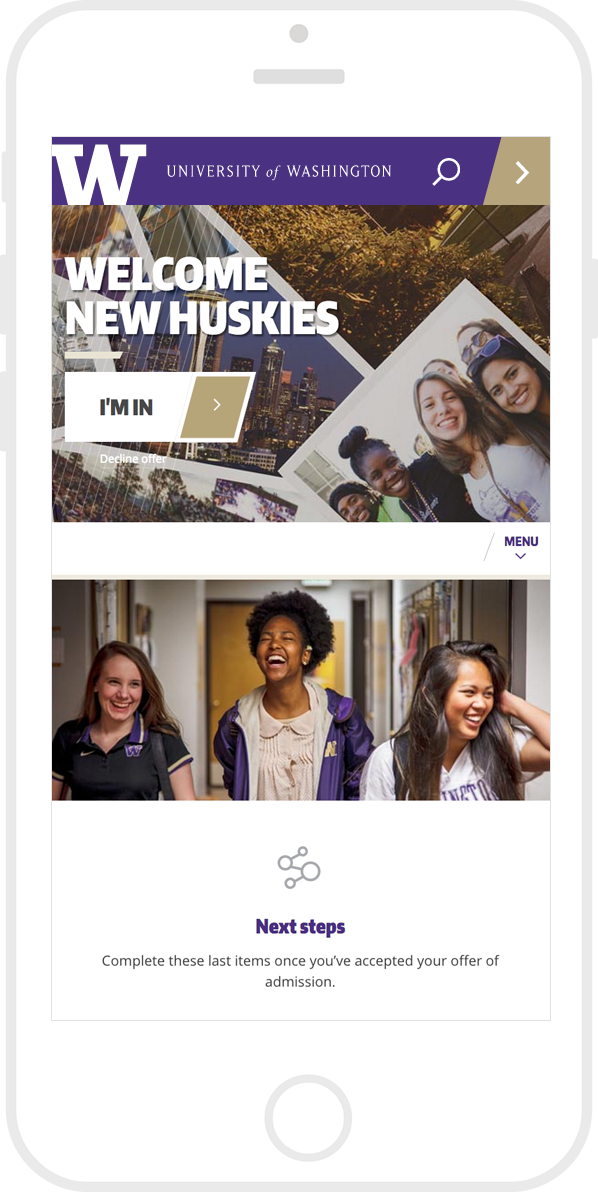 W
UNIVERSITY of WASHINGTON
WELCOME
NEW HUSKIES
I'M IN
Decline offer
MENU
W
Next steps
Complete these last items once you’ve accepted your offer of
admission.